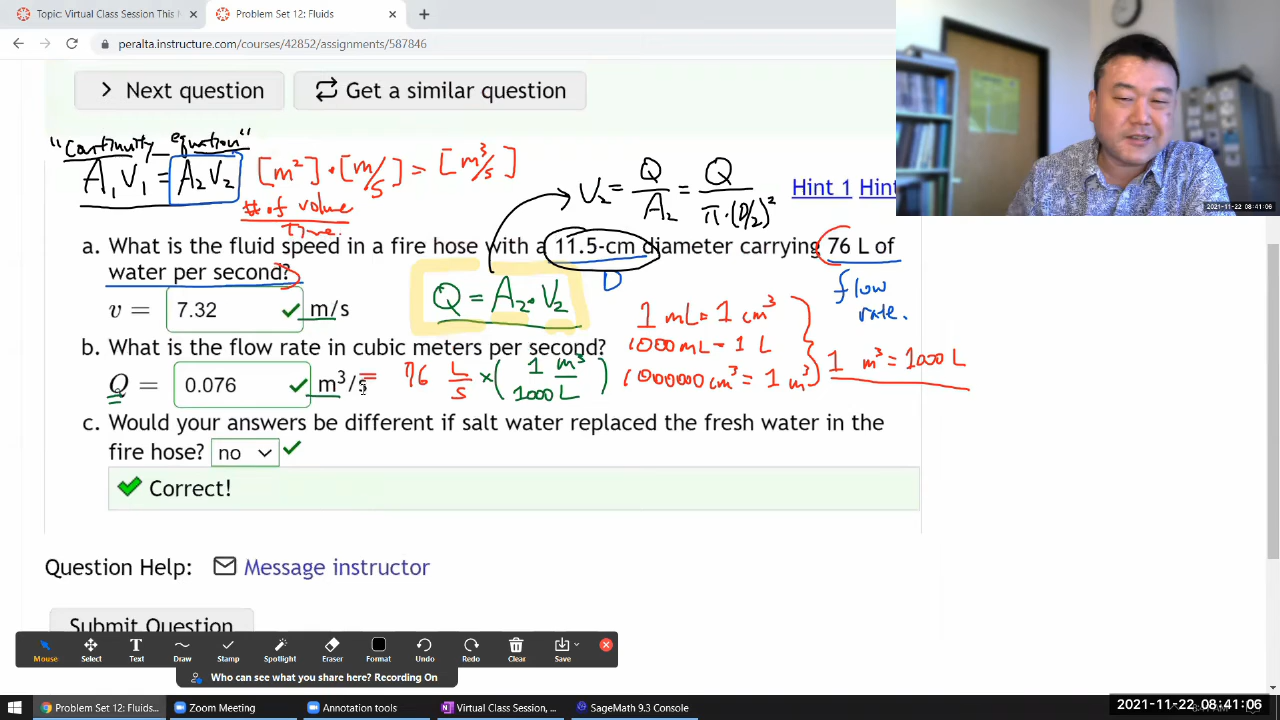 Topic: Virtual Class Session This
Problem Set 12: Fluids
peralta.instructure.com/courses/42852/assignments/587846
Next question
Get a similar question
"Continuity equation"
A₁V₁ = A₂V₂
[m²]·[m/s] = [m³/s]
# of volume
time
V₂ = Q/A₂ = Q/π·(D/2)²
Hint 1
a. What is the fluid speed in a fire hose with a 11.5-cm diameter carrying 76 L of
water per second?
D
flow
rate.
v = 7.32 m/s
Q = A₂·V₂
1 mL = 1 cm³
1000 mL = 1 L
1000000 cm³ = 1 m³
1 m³ = 1000 L
b. What is the flow rate in cubic meters per second?
Q = 0.076 m³/s
= 76 L/s × (1 m³/1000 L)
c. Would your answers be different if salt water replaced the fresh water in the
fire hose? no
Correct!
Question Help: Message instructor
Submit Question
Mouse Select Text Draw Stamp Spotlight Eraser Format Undo Redo Clear Save
Who can see what you share here? Recording On
Problem Set 12: Fluids...
Zoom Meeting
Annotation tools
Virtual Class Session, ...
SageMath 9.3 Console
2021-11-22 08:41:06
2021-11-22 08:41:06